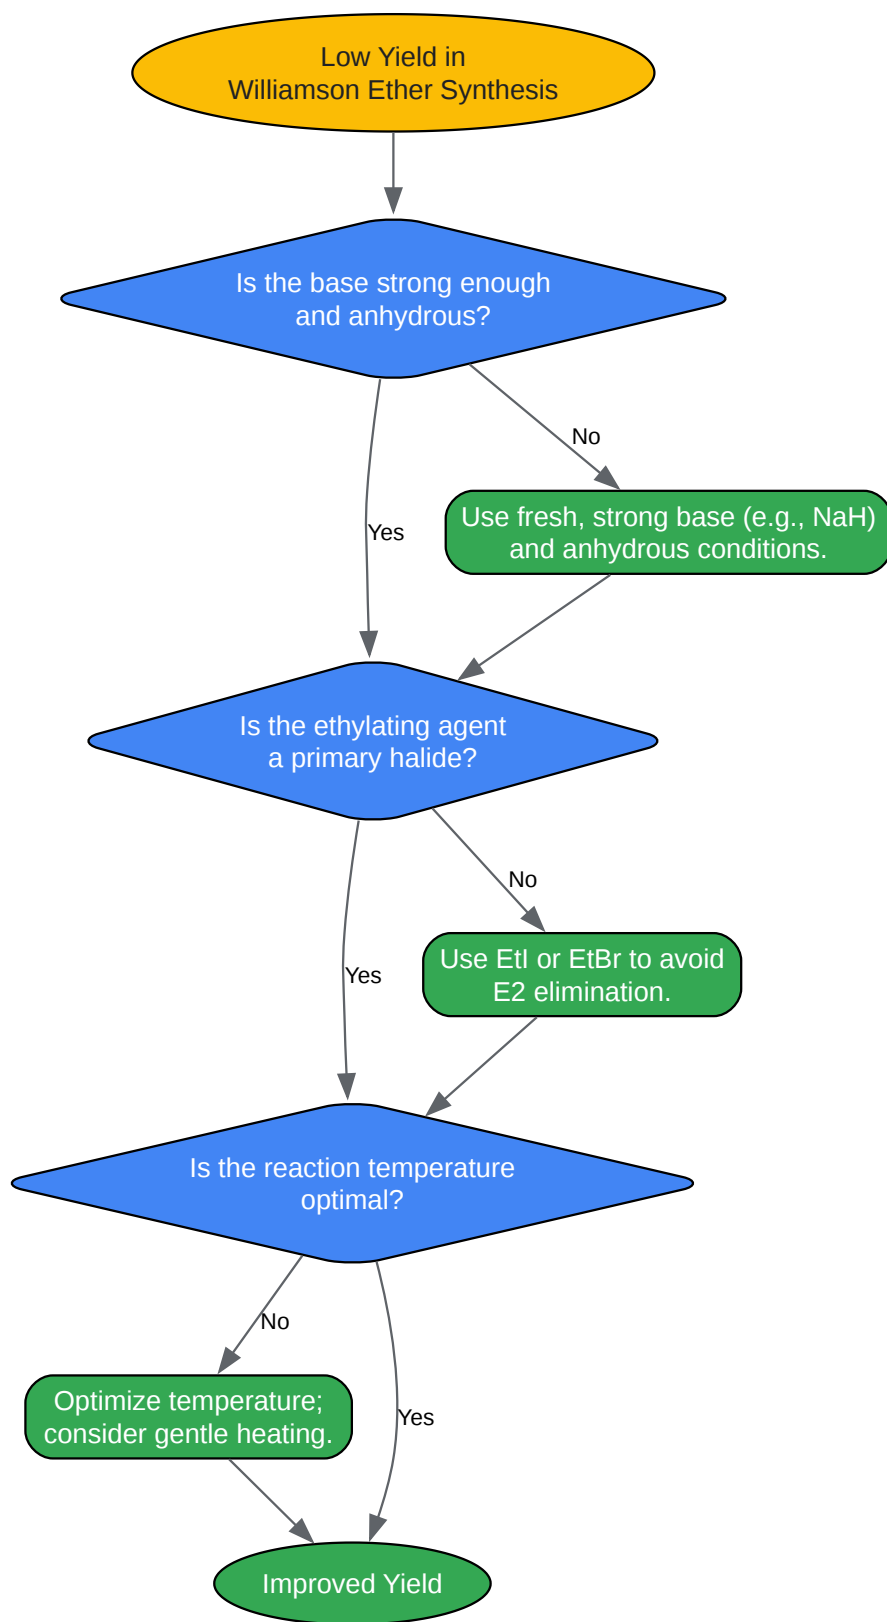 Low Yield in
Williamson Ether Synthesis
Is the base strong enough
and anhydrous?
No
Yes
Use fresh, strong base (e.g., NaH)
and anhydrous conditions.
Is the ethylating agent
a primary halide?
No
Yes
Use EtI or EtBr to avoid
E2 elimination.
Is the reaction temperature
optimal?
No
Optimize temperature;
consider gentle heating.
Yes
Improved Yield